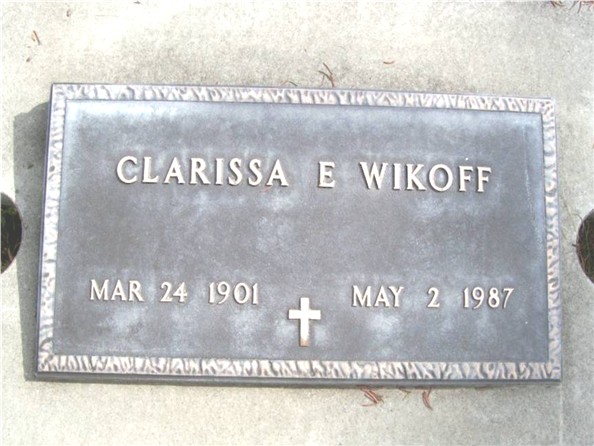 CLARISSA E WIKOFF
MAR 24 1901 MAY 2 1987